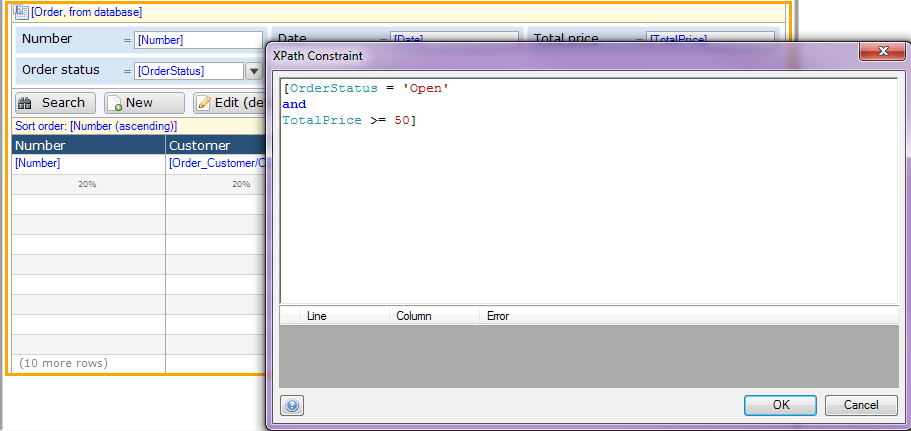 [Order, from database]
Number = [Number] Date = [Date] Total price = [TotalPrice]
Order status = [OrderStatus]
Search New Edit (de
Sort order: [Number (ascending)]
Number Customer
[Number] [Order_Customer/C
20% 20%
(10 more rows)
XPath Constraint
[OrderStatus = 'Open'
and
TotalPrice >= 50]
Line Column Error
OK Cancel